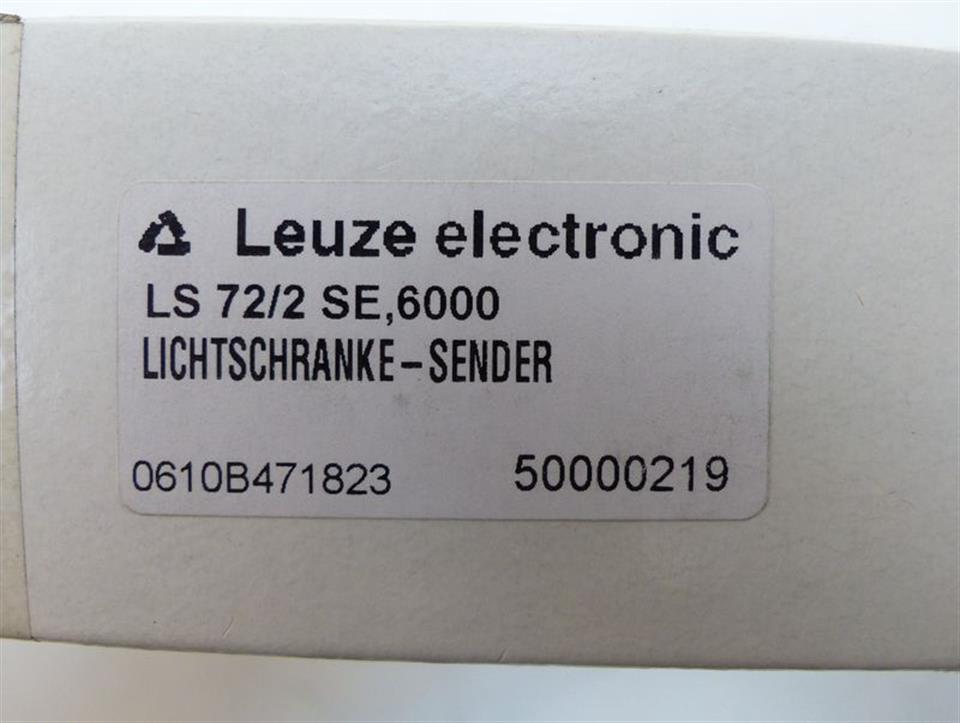 Leuze electronic
LS 72/2 SE,6000
LICHTSCHRANKE-SENDER
0610B471823 50000219